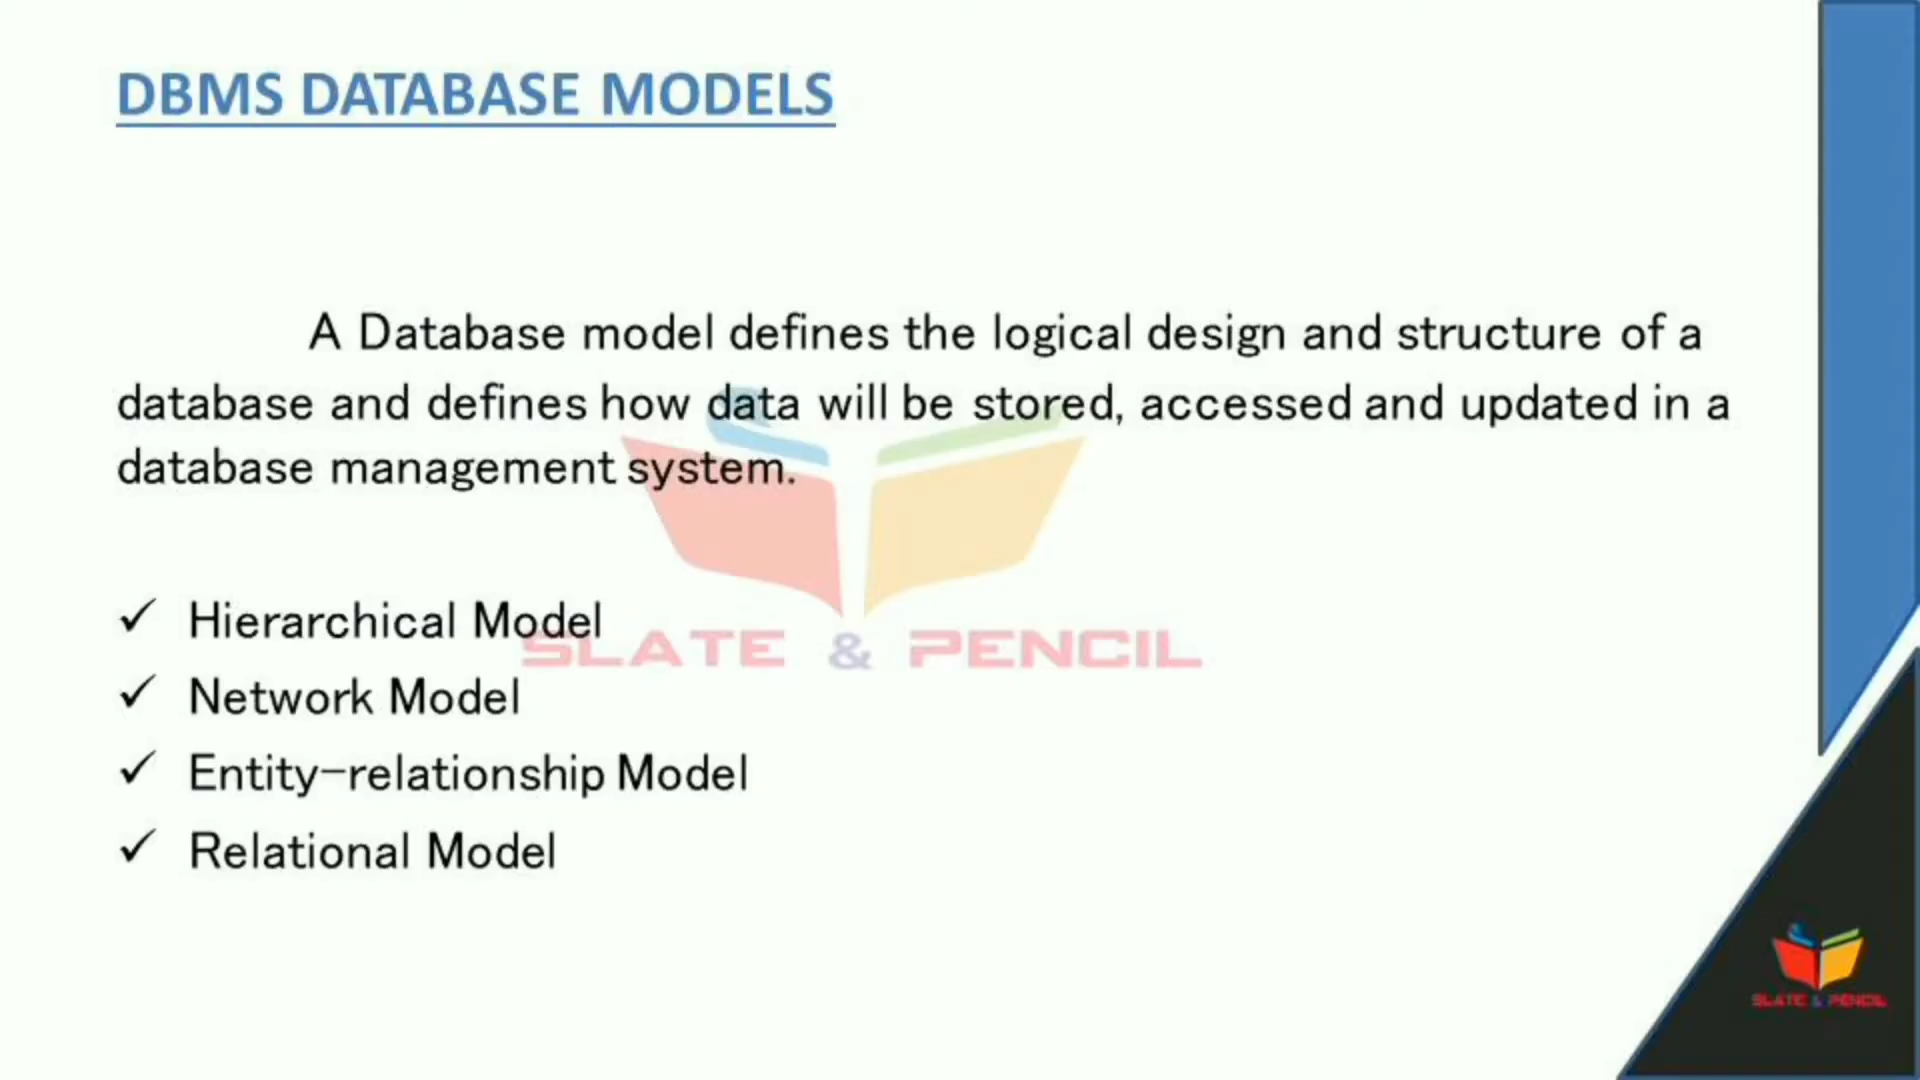 DBMS DATABASE MODELS
A Database model defines the logical design and structure of a
database and defines how data will be stored, accessed and updated in a
database management system.
✓ Hierarchical Model
SLATE & PENCIL
✓ Network Model
✓ Entity-relationship Model
✓ Relational Model
SLATE & PENCIL